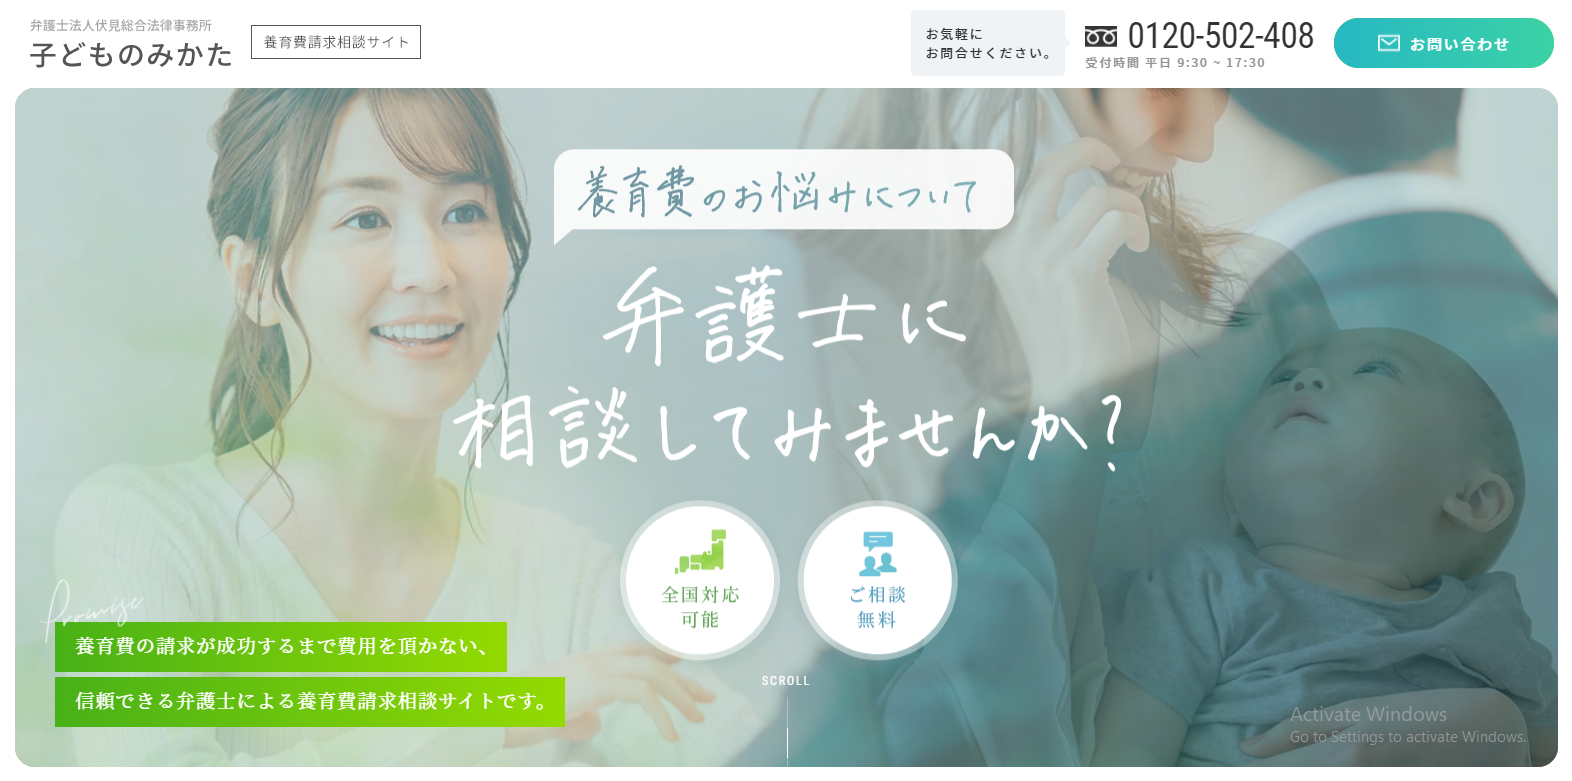 弁護士法人伏見総合法律事務所
子どものみかた
養育費請求相談サイト
お気軽に
お問合せください。
0120-502-408
受付時間 平日 9:30 ~ 17:30
お問い合わせ
養育費のお悩みについて
弁護士に
相談してみませんか?
全国対応
可能
ご相談
無料
Promise
養育費の請求が成功するまで費用を頂かない、
信頼できる弁護士による養育費請求相談サイトです。
SCROLL
Activate Windows
Go to Settings to activate Windows.